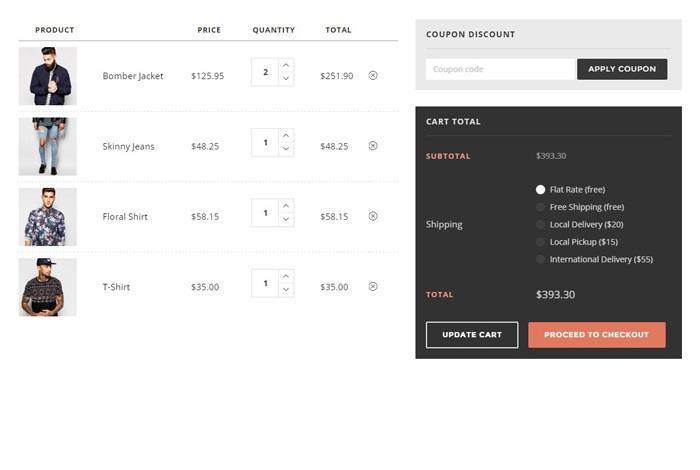 PRODUCT PRICE QUANTITY TOTAL
Bomber Jacket $125.95 2 $251.90
Skinny Jeans $48.25 1 $48.25
Floral Shirt $58.15 1 $58.15
T-Shirt $35.00 1 $35.00
COUPON DISCOUNT
Coupon code APPLY COUPON
CART TOTAL
SUBTOTAL $393.30
Shipping
Flat Rate (free)
Free Shipping (free)
Local Delivery ($20)
Local Pickup ($15)
International Delivery ($55)
TOTAL $393.30
UPDATE CART PROCEED TO CHECKOUT